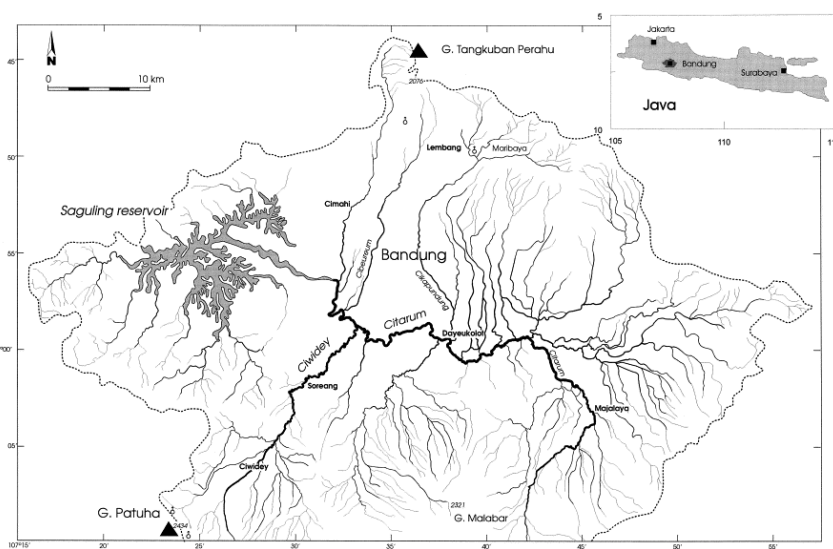 5
Jakarta
Bandung
Surabaya
Java
10
105
110
11
N
0
10 km
G. Tangkuban Perahu
2076
45
50
55
°00'
05'
Lembang
Maribaya
Cimahi
Saguling reservoir
Bandung
Cibeureum
Cikapundung
Citarum
Dayeukolot
Citarum
Ciwidey
Soreang
Majalaya
Ciwidey
G. Patuha
2434
2321
G. Malabar
107°15'
20'
25'
30'
35'
40'
45'
50'
55'